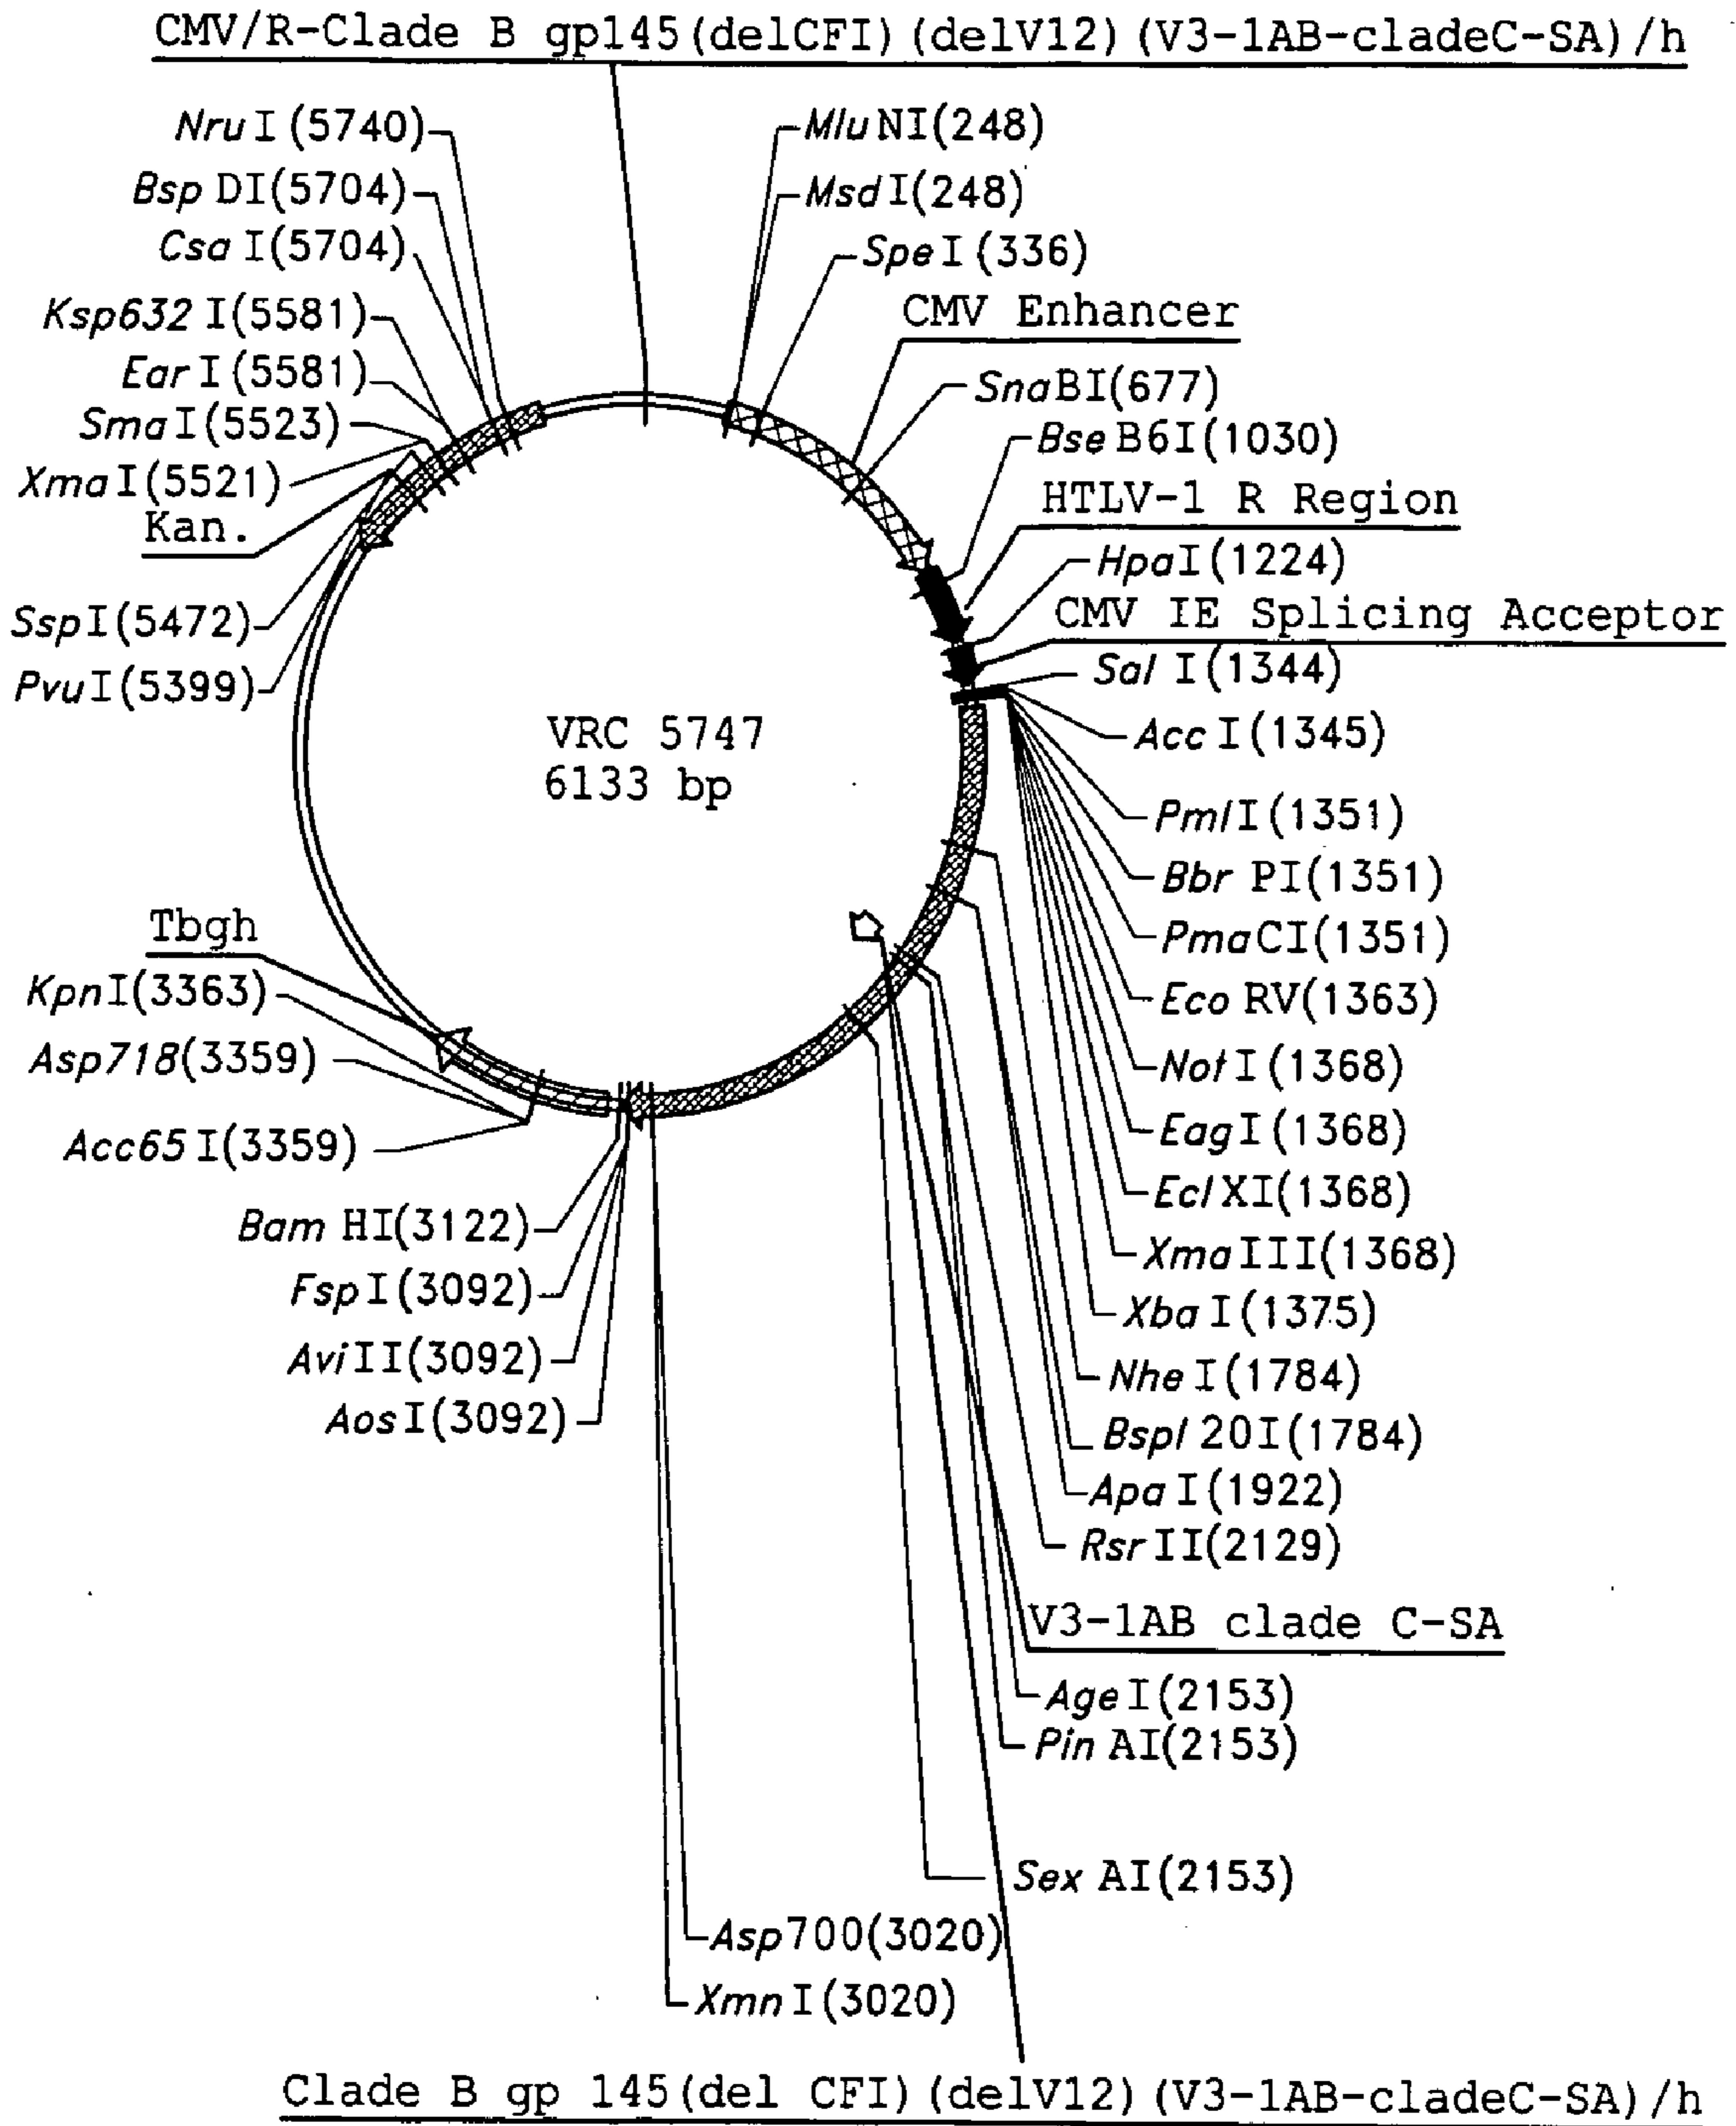 CMV/R-Clade B gp145(delCFI)(delV12)(V3-1AB-cladeC-SA)/h
NruI(5740)
BspDI(5704)
CsaI(5704)
Ksp632I(5581)
EarI(5581)
SmaI(5523)
XmaI(5521)
Kan.
SspI(5472)
PvuI(5399)
MluNI(248)
MsdI(248)
SpeI(336)
CMV Enhancer
SnaBI(677)
BseB6I(1030)
HTLV-1 R Region
HpaI(1224)
CMV IE Splicing Acceptor
SalI(1344)
AccI(1345)
PmlI(1351)
BbrPI(1351)
PmaCI(1351)
EcoRV(1363)
NotI(1368)
EagI(1368)
EclXI(1368)
XmaIII(1368)
XbaI(1375)
NheI(1784)
Bspl20I(1784)
ApaI(1922)
RsrII(2129)
V3-1AB clade C-SA
AgeI(2153)
PinAI(2153)
SexAI(2153)
VRC 5747
6133 bp
Tbgh
KpnI(3363)
Asp718(3359)
Acc65I(3359)
BamHI(3122)
FspI(3092)
AviII(3092)
AosI(3092)
Asp700(3020)
XmnI(3020)
Clade B gp 145(del CFI)(delV12)(V3-1AB-cladeC-SA)/h